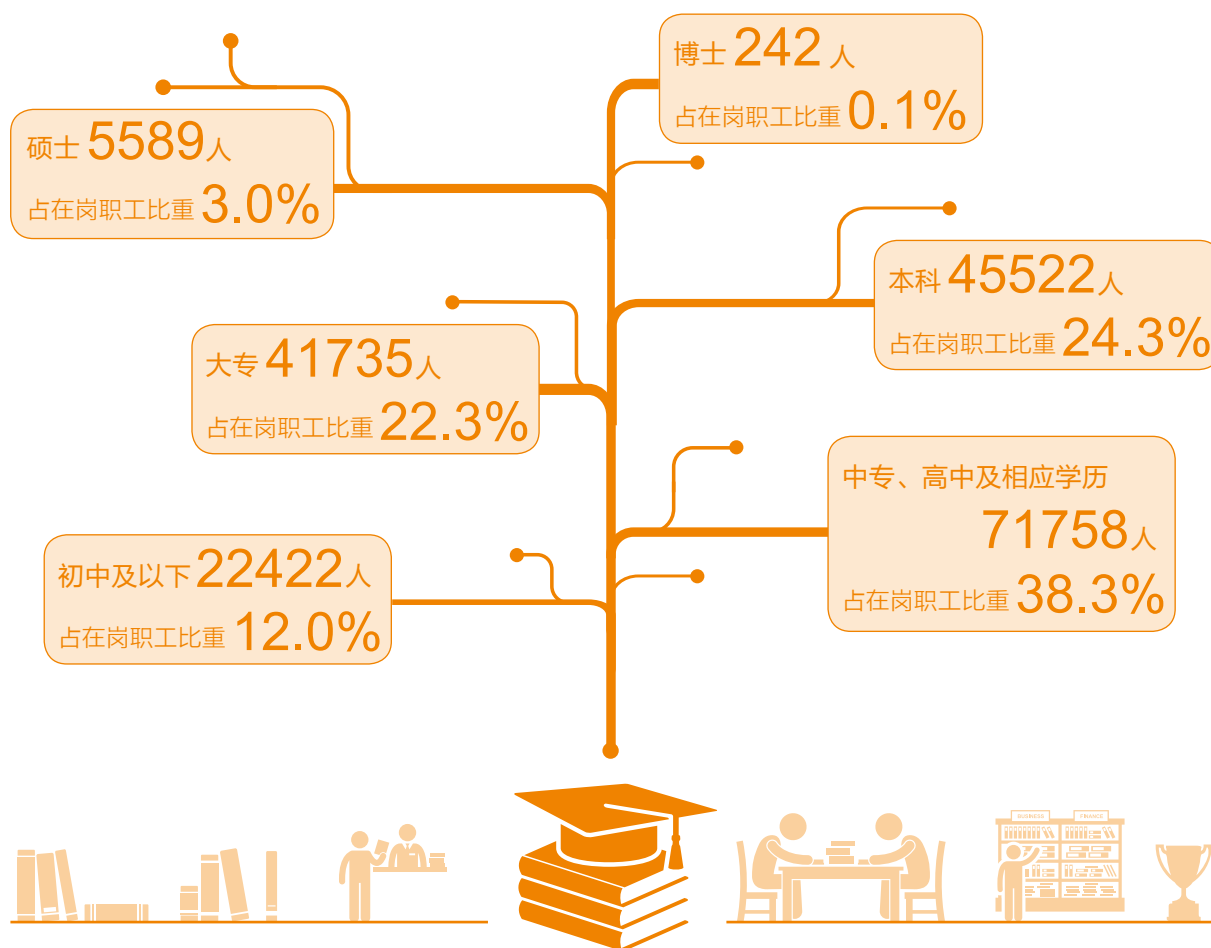 博士 242 人
占在岗职工比重 0.1%
硕士 5589人
占在岗职工比重 3.0%
本科 45522人
占在岗职工比重 24.3%
大专 41735人
占在岗职工比重 22.3%
中专、高中及相应学历
71758人
占在岗职工比重 38.3%
初中及以下 22422人
占在岗职工比重 12.0%
BUSINESS
FINANCE